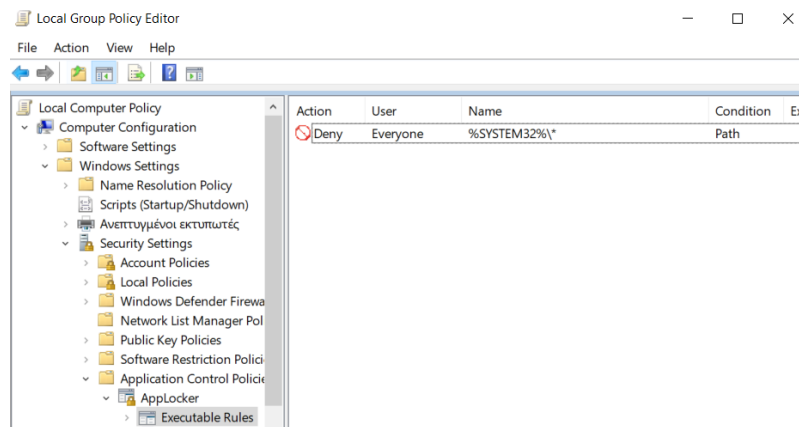 Local Group Policy Editor
File Action View Help
Local Computer Policy
Computer Configuration
Software Settings
Windows Settings
Name Resolution Policy
Scripts (Startup/Shutdown)
Ανεπτυγμένοι εκτυπωτές
Security Settings
Account Policies
Local Policies
Windows Defender Firewa
Network List Manager Pol
Public Key Policies
Software Restriction Polici
Application Control Policie
AppLocker
Executable Rules
Action User Name Condition Ex
Deny Everyone %SYSTEM32%\* Path